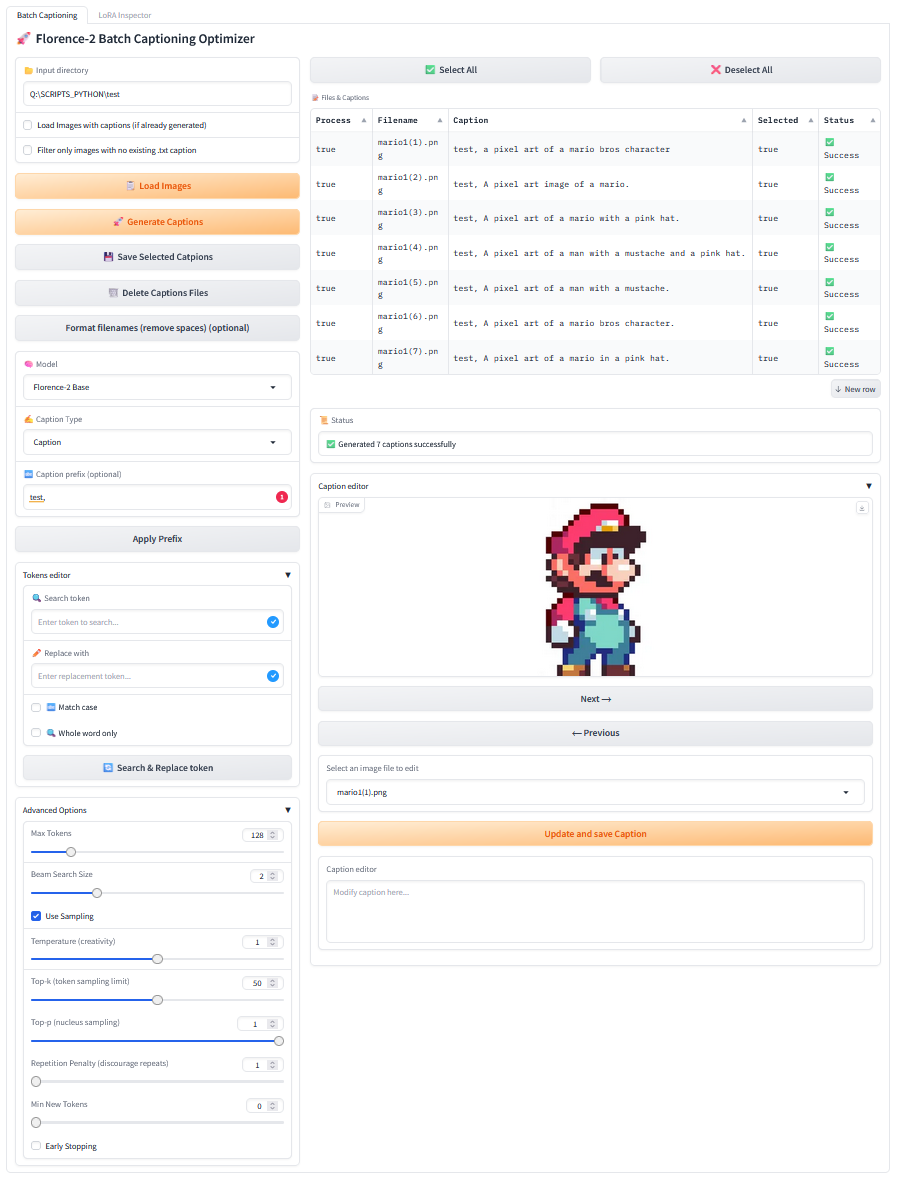 Batch Captioning
LoRA Inspector
🚀 Florence-2 Batch Captioning Optimizer
Input directory
Q:\SCRIPTS_PYTHON\test
Load Images with captions (if already generated)
Filter only images with no existing .txt caption
Load Images
Generate Captions
Save Selected Catpions
Delete Captions Files
Format filenames (remove spaces) (optional)
Model
Florence-2 Base
Caption Type
Caption
Caption prefix (optional)
test,
1
Apply Prefix
Tokens editor ▼
Search token
Enter token to search...
Replace with
Enter replacement token...
Match case
Whole word only
Search & Replace token
Advanced Options ▼
Max Tokens 128
Beam Search Size 2
Use Sampling
Temperature (creativity) 1
Top-k (token sampling limit) 50
Top-p (nucleus sampling) 1
Repetition Penalty (discourage repeats) 1
Min New Tokens 0
Early Stopping
✅ Select All
❌ Deselect All
Files & Captions
Process Filename Caption Selected Status
true mario1(1).pn test, A pixel art of a mario bros character true ✅
g Success
true mario1(2).pn test, A pixel art image of a mario. true ✅
g Success
true mario1(3).pn test, A pixel art of a mario with a pink hat. true ✅
g Success
true mario1(4).pn test, A pixel art of a man with a mustache and a pink hat. true ✅
g Success
true mario1(5).pn test, A pixel art of a man with a mustache. true ✅
g Success
true mario1(6).pn test, A pixel art of a mario bros character. true ✅
g Success
true mario1(7).pn test, A pixel art of a mario in a pink hat. true ✅
g Success
↓ New row
Status
✅ Generated 7 captions successfully
Caption editor ▼
Preview
Next →
← Previous
Select an image file to edit
mario1(1).png
Update and save Caption
Caption editor
Modify caption here...